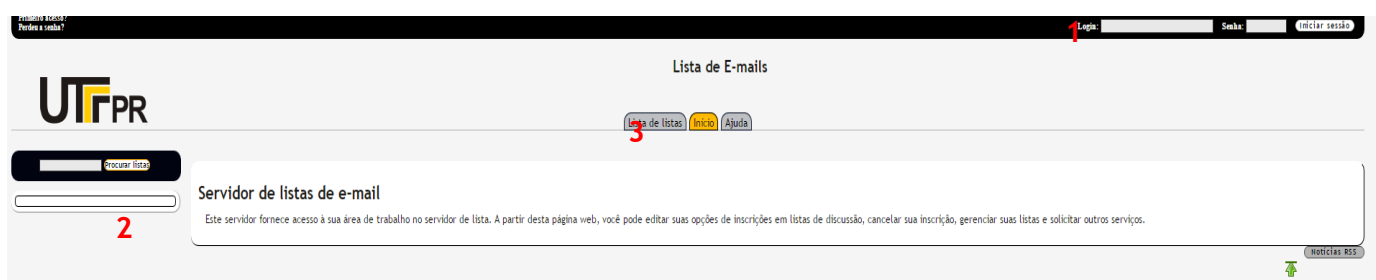 Primeiro acesso?
Perdeu a senha?
Login: Senha: Iniciar sessão
1
Lista de E-mails
UTFPR
Lista de listas Início Ajuda
3
Procurar listas
2
Servidor de listas de e-mail
Este servidor fornece acesso à sua área de trabalho no servidor de lista. A partir desta página web, você pode editar suas opções de inscrições em listas de discussão, cancelar sua inscrição, gerenciar suas listas e solicitar outros serviços.
Notícias RSS